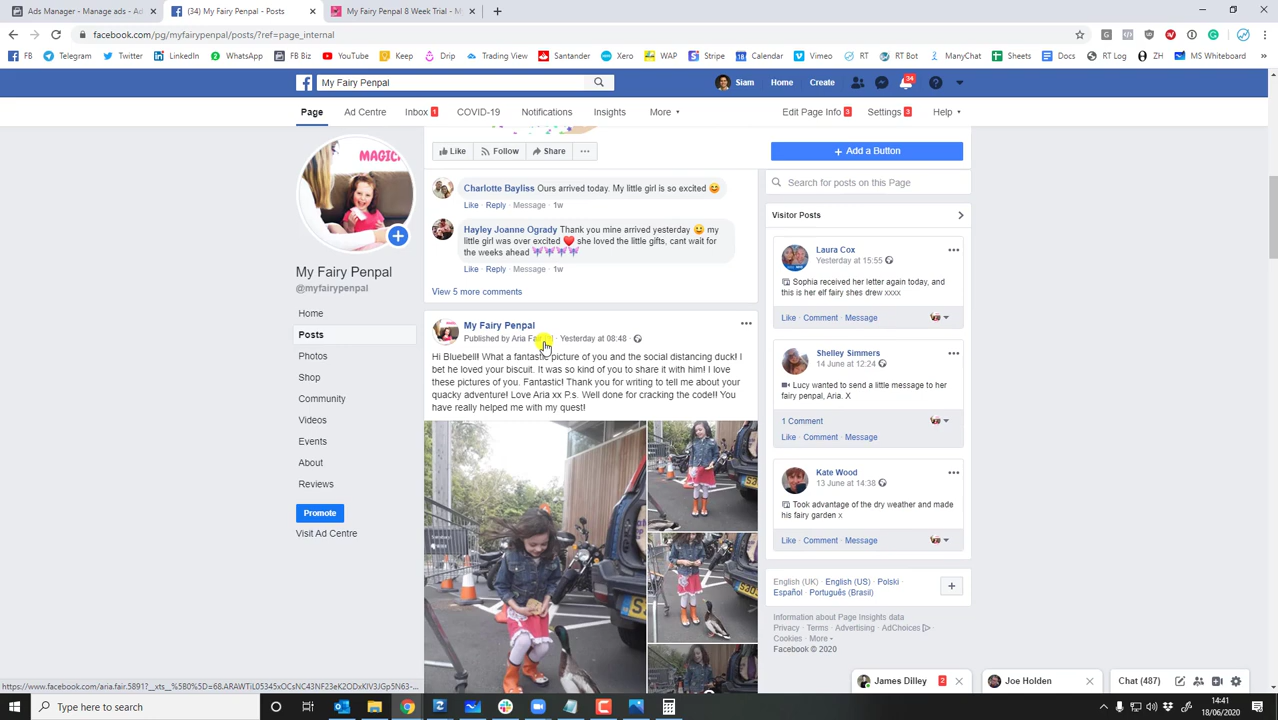 Ads Manager - Manage ads - Ad
(34) My Fairy Penpal - Posts
My Fairy Penpal 8 Week Trial - My
facebook.com/pg/myfairypenpal/posts/?ref=page_internal
FB Telegram Twitter LinkedIn WhatsApp FB Biz YouTube Keep Drip Trading View Santander Xero WAP Stripe Calendar Vimeo RT RT Bot ManyChat Sheets Docs RT Log ZH MS Whiteboard
My Fairy Penpal
Siam Home Create 34
Page Ad Centre Inbox 1 COVID-19 Notifications Insights More Edit Page Info 3 Settings 3 Help
MAGIC
My Fairy Penpal
@myfairypenpal
Home
Posts
Photos
Shop
Community
Videos
Events
About
Reviews
Promote
Visit Ad Centre
Like Follow Share
Charlotte Bayliss Ours arrived today. My little girl is so excited 😊
Like · Reply · Message · 1w
Hayley Joanne Ogrady Thank you mine arrived yesterday 😃 my
little girl was over excited ❤️ she loved the little gifts, cant wait for
the weeks ahead
Like · Reply · Message · 1w
View 5 more comments
My Fairy Penpal
Published by Aria · Yesterday at 08:48 ·
Hi Bluebell! What a fantastic picture of you and the social distancing duck! I
bet he loved your biscuit. It was so kind of you to share it with him! I love
these pictures of you. Fantastic! Thank you for writing to tell me about your
quacky adventure! Love Aria xx P.s. Well done for cracking the code!! You
have really helped me with my quest!
+ Add a Button
Search for posts on this Page
Visitor Posts
Laura Cox
Yesterday at 15:55
Sophia received her letter again today, and
this is her elf fairy shes drew xxxx
Like · Comment · Message
Shelley Simmers
14 June at 12:24
Lucy wanted to send a little message to her
fairy penpal, Aria. X
1 Comment
Like · Comment · Message
Kate Wood
13 June at 14:38
Took advantage of the dry weather and made
his fairy garden x
Like · Comment · Message
English (UK) · English (US) · Polski ·
Español · Português (Brasil)
Information about Page Insights data
Privacy · Terms · Advertising · AdChoices ·
Cookies · More
Facebook © 2020
James Dilley 2
Joe Holden
Chat (487)
Type here to search
14:41
18/06/2020